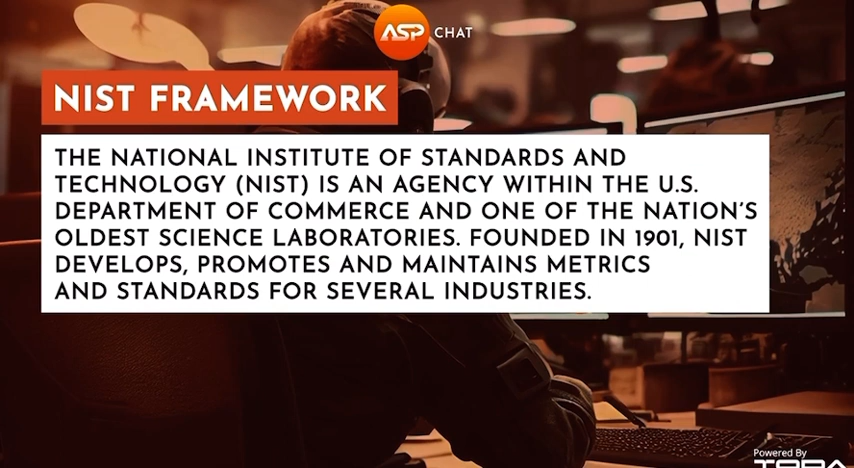 ASP CHAT
NIST FRAMEWORK
THE NATIONAL INSTITUTE OF STANDARDS AND
TECHNOLOGY (NIST) IS AN AGENCY WITHIN THE U.S.
DEPARTMENT OF COMMERCE AND ONE OF THE NATION'S
OLDEST SCIENCE LABORATORIES. FOUNDED IN 1901, NIST
DEVELOPS, PROMOTES AND MAINTAINS METRICS
AND STANDARDS FOR SEVERAL INDUSTRIES.
Powered By